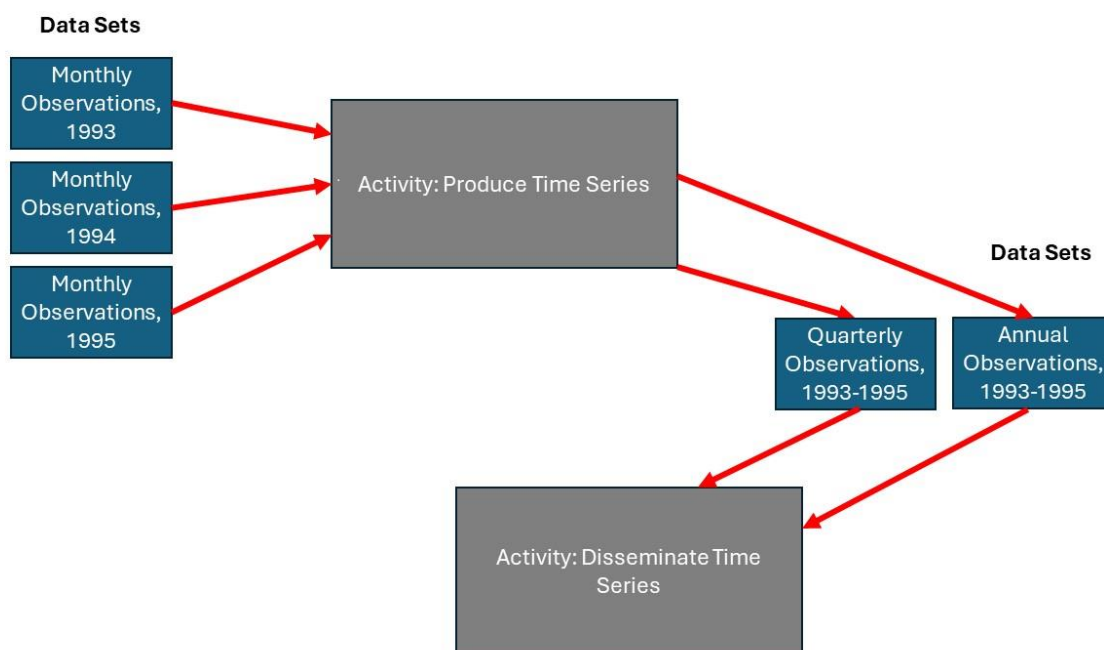 Data Sets
Monthly
Observations,
1993
Monthly
Observations,
1994
Monthly
Observations,
1995
Activity: Produce Time Series
Data Sets
Quarterly
Observations,
1993-1995
Annual
Observations,
1993-1995
Activity: Disseminate Time
Series